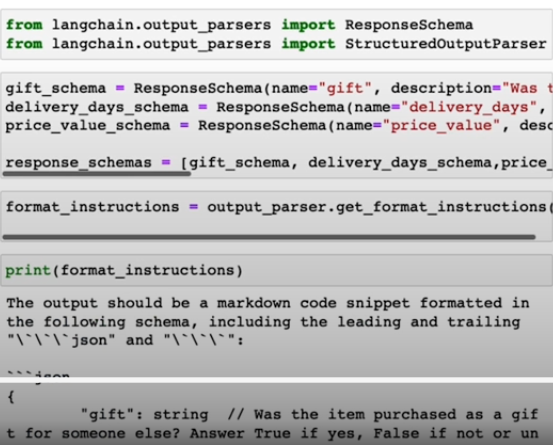 from langchain.output_parsers import ResponseSchema
from langchain.output_parsers import StructuredOutputParser
gift_schema = ResponseSchema(name="gift", description="Was t
delivery_days_schema = ResponseSchema(name="delivery_days",
price_value_schema = ResponseSchema(name="price_value", desc
response_schemas = [gift_schema, delivery_days_schema,price_
format_instructions = output_parser.get_format_instructions(
print(format_instructions)
The output should be a markdown code snippet formatted in
the following schema, including the leading and trailing
"\`\`\`json" and "\`\`\`":
```json
{
"gift": string // Was the item purchased as a gif
t for someone else? Answer True if yes, False if not or un